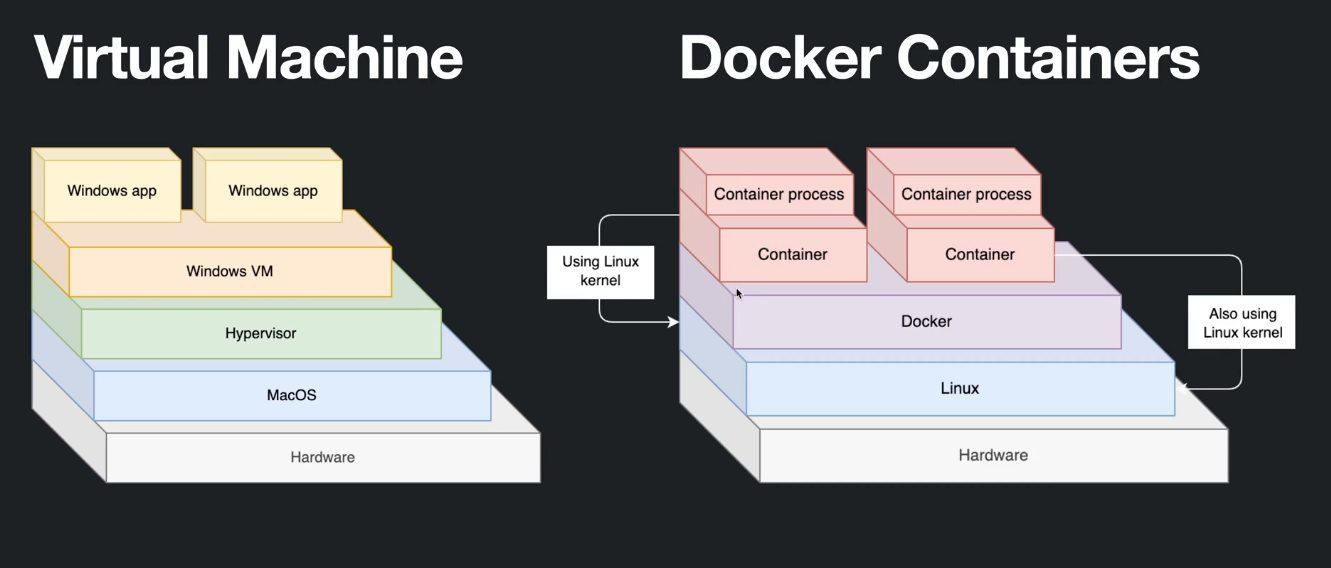 Virtual Machine
Docker Containers
Windows app
Windows app
Windows VM
Hypervisor
MacOS
Hardware
Container process
Container process
Container
Container
Using Linux
kernel
Docker
Also using
Linux kernel
Linux
Hardware